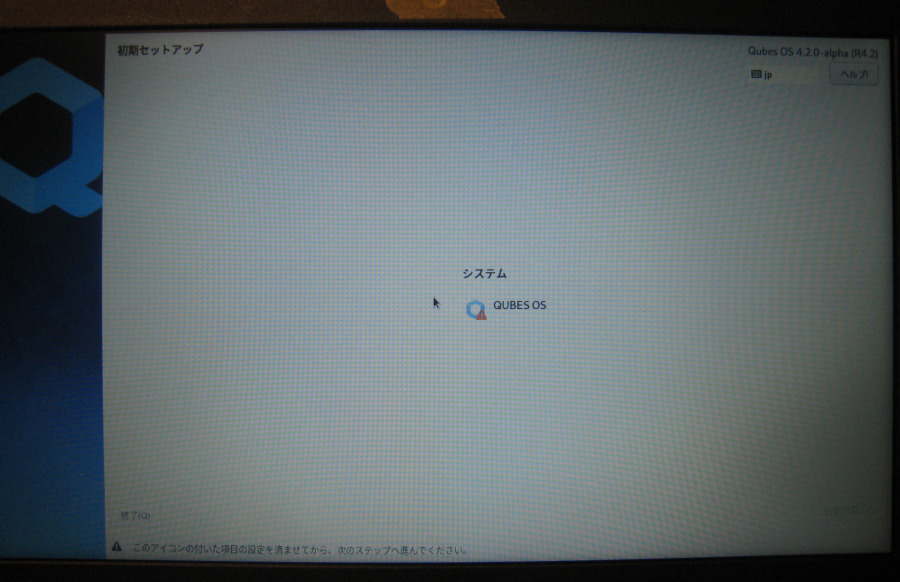 初期セットアップ
Qubes OS 4.2.0-alpha (R4.2)
jp
ヘルプ!
システム
QUBES OS
終了(Q)
このアイコンの付いた項目の設定を済ませてから、次のステップへ進んでください。